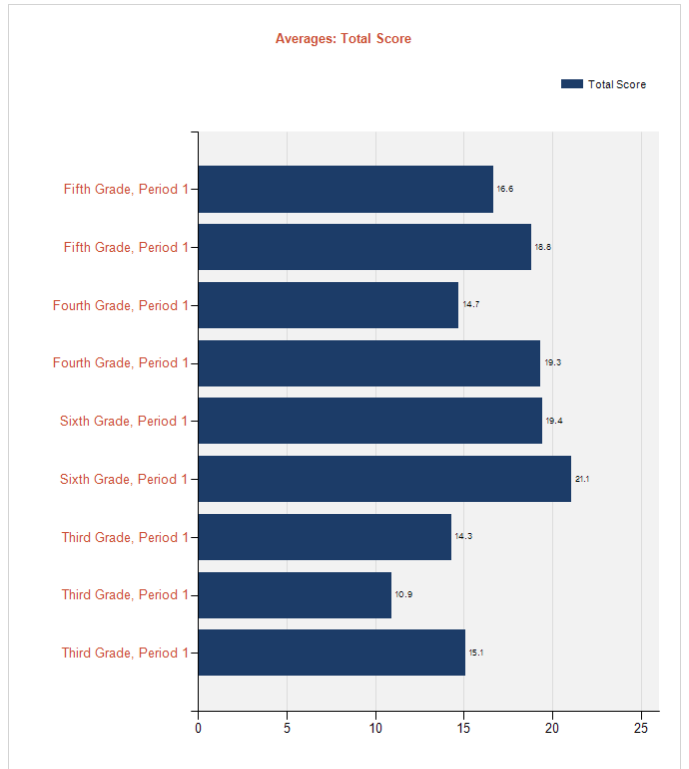 Averages: Total Score
Total Score
Fifth Grade, Period 1 16.6
Fifth Grade, Period 1 18.8
Fourth Grade, Period 1 14.7
Fourth Grade, Period 1 19.3
Sixth Grade, Period 1 19.4
Sixth Grade, Period 1 21.1
Third Grade, Period 1 14.3
Third Grade, Period 1 10.9
Third Grade, Period 1 15.1
0 5 10 15 20 25